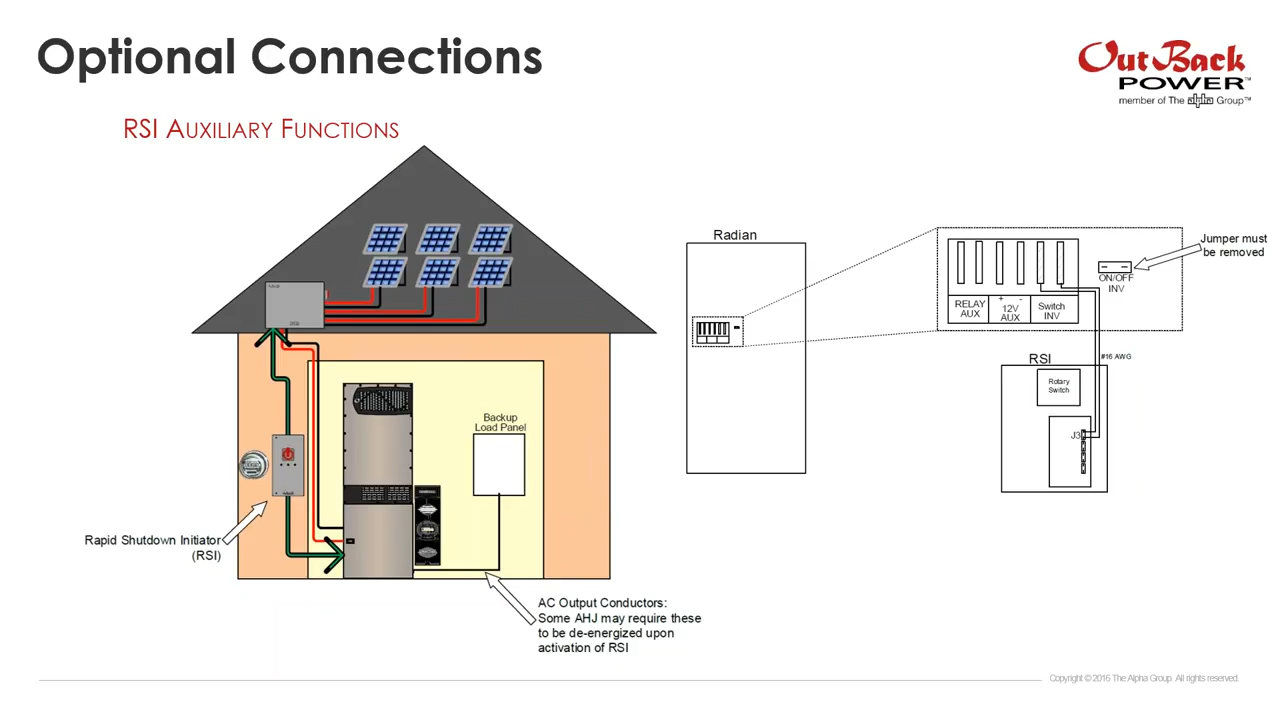 Optional Connections
OutBack
POWER™
member of The alpha Group™
RSI AUXILIARY FUNCTIONS
Radian
Jumper must
be removed
ON/OFF
INV
RELAY
AUX
+ -
12V
AUX
Switch
INV
#16 AWG
RSI
Rotary
Switch
J3
Backup
Load Panel
Rapid Shutdown Initiator
(RSI)
AC Output Conductors:
Some AHJ may require these
to be de-energized upon
activation of RSI
Copyright © 2016 The Alpha Group. All rights reserved.